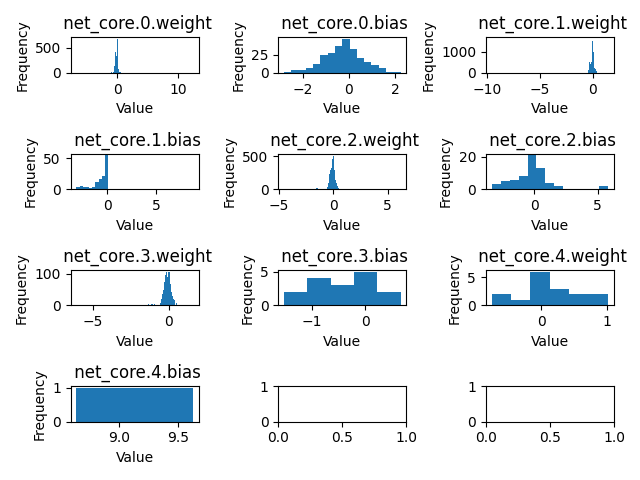 net_core.0.weight
Frequency
500
0
0
10
Value
net_core.0.bias
Frequency
25
0
−2
0
2
Value
net_core.1.weight
Frequency
1000
0
−10
−5
0
Value
net_core.1.bias
Frequency
50
0
0
5
Value
net_core.2.weight
Frequency
500
0
−5
0
5
Value
net_core.2.bias
Frequency
20
0
0
5
Value
net_core.3.weight
Frequency
100
0
−5
0
Value
net_core.3.bias
Frequency
5
0
−1
0
Value
net_core.4.weight
Frequency
5
0
0
1
Value
net_core.4.bias
Frequency
1
0
9.0
9.5
Value
1
0
0.0
0.5
1.0
1
0
0.0
0.5
1.0